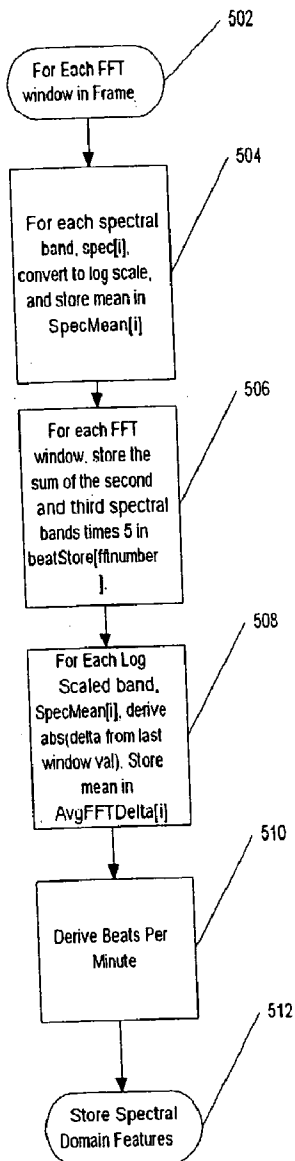 502
For Each FFT
window in Frame
504
For each spectral
band, spec[i],
convert to log scale,
and store mean in
SpecMean[i]
506
For each FFT
window, store the
sum of the second
and third spectral
bands times 5 in
beatStore[fftnumber
].
508
For Each Log
Scaled band,
SpecMean[i], derive
abs(delta from last
window val). Store
mean in
AvgFFTDelta[i]
510
Derive Beats Per
Minute
512
Store Spectral
Domain Features